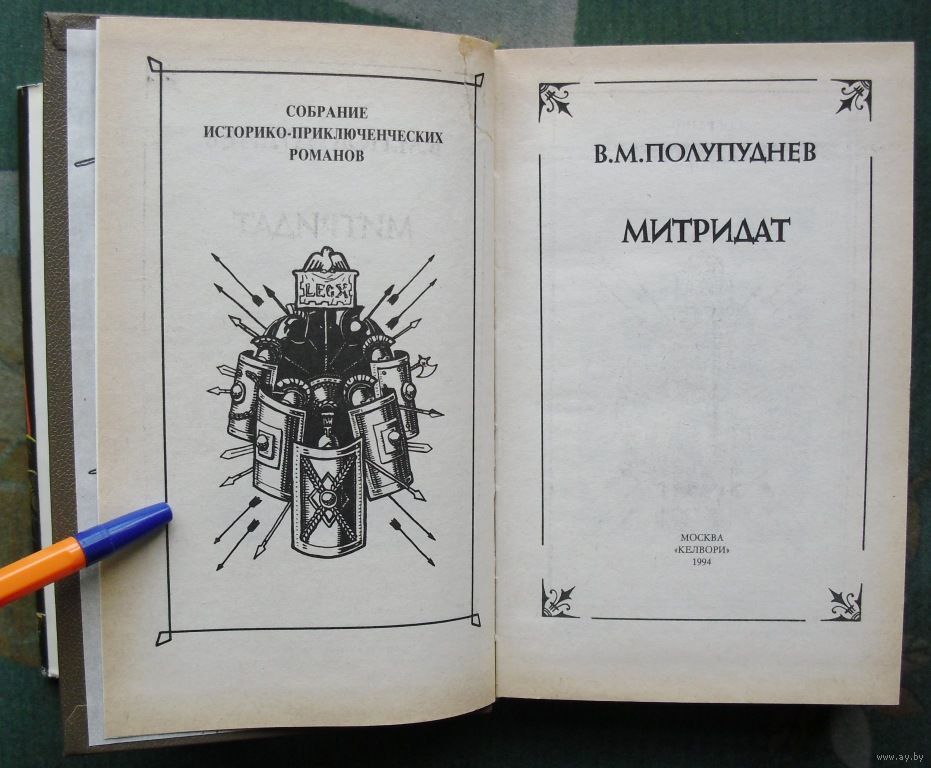 СОБРАНИЕ
ИСТОРИКО-ПРИКЛЮЧЕНЧЕСКИХ
РОМАНОВ
LEGX
В.М.ПОЛУПУДНЕВ
МИТРИДАТ
МОСКВА
«КЕЛВОРИ»
1994
www.ay.by